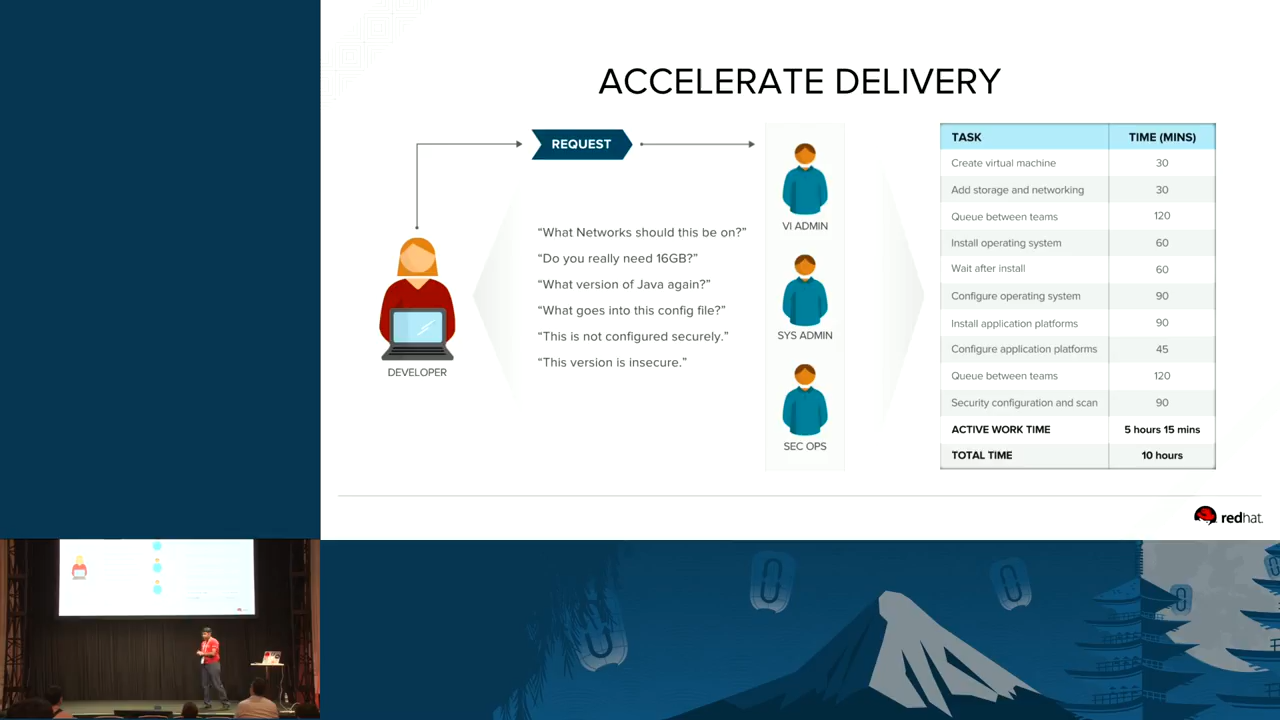 ACCELERATE DELIVERY
REQUEST
“What Networks should this be on?”
“Do you really need 16GB?”
“What version of Java again?”
“What goes into this config file?”
“This is not configured securely.”
“This version is insecure.”
DEVELOPER
VI ADMIN
SYS ADMIN
SEC OPS
TASK TIME (MINS)
Create virtual machine 30
Add storage and networking 30
Queue between teams 120
Install operating system 60
Wait after install 60
Configure operating system 90
Install application platforms 90
Configure application platforms 45
Queue between teams 120
Security configuration and scan 90
ACTIVE WORK TIME 5 hours 15 mins
TOTAL TIME 10 hours
redhat.